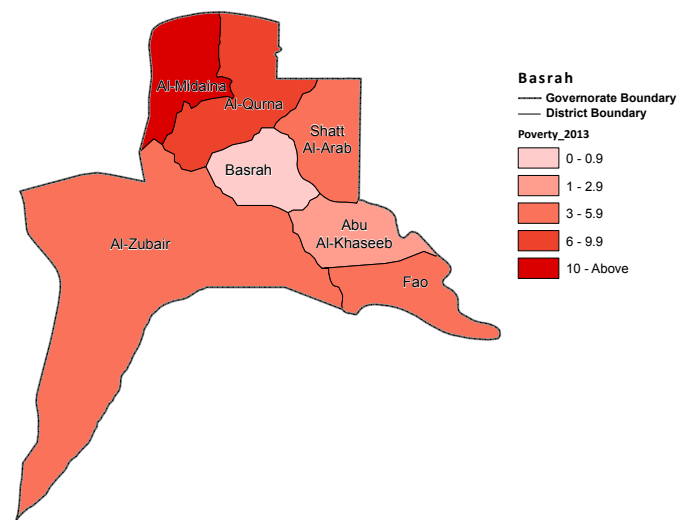 Al-Midaina
Al-Qurna
Shatt
Al-Arab
Basrah
Abu
Al-Khaseeb
Al-Zubair
Fao
Basrah
Governorate Boundary
District Boundary
Poverty_2013
0 - 0.9
1 - 2.9
3 - 5.9
6 - 9.9
10 - Above